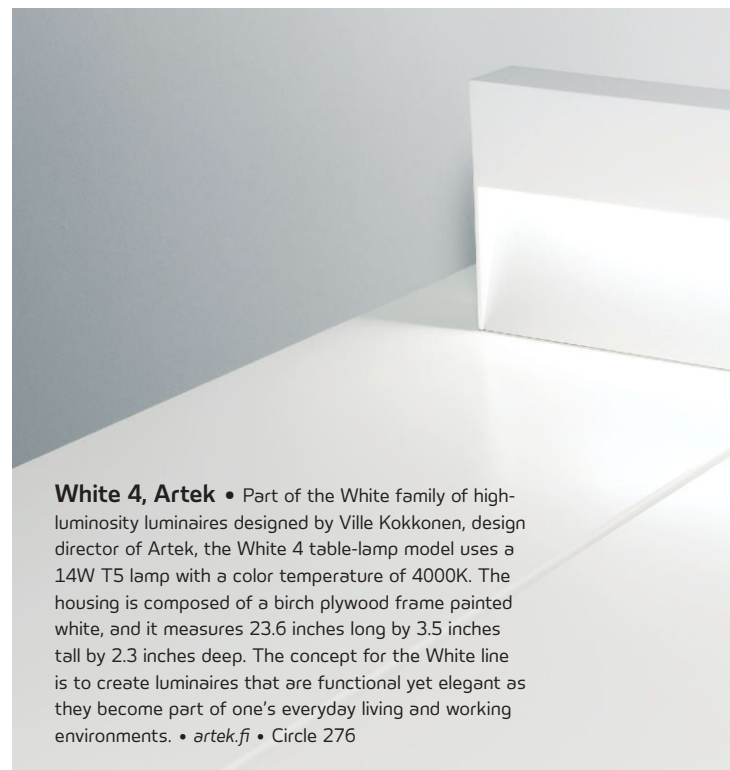 White 4, Artek • Part of the White family of high-
luminosity luminaires designed by Ville Kokkonen, design
director of Artek, the White 4 table-lamp model uses a
14W T5 lamp with a color temperature of 4000K. The
housing is composed of a birch plywood frame painted
white, and it measures 23.6 inches long by 3.5 inches
tall by 2.3 inches deep. The concept for the White line
is to create luminaires that are functional yet elegant as
they become part of one’s everyday living and working
environments. • artek.fi • Circle 276